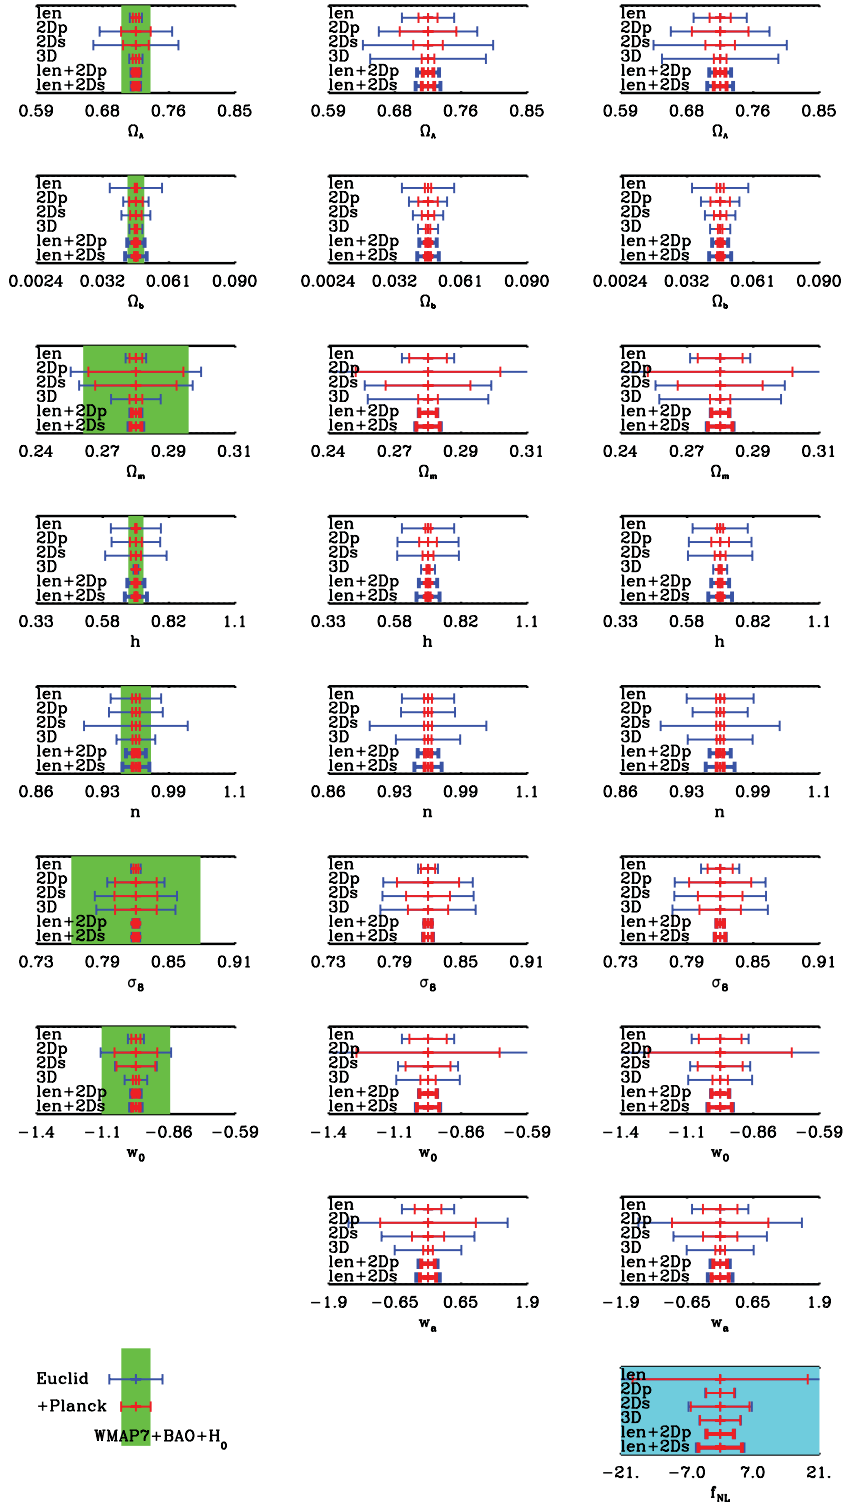 len len len
2Dp 2Dp 2Dp
2Ds 2Ds 2Ds
3D 3D 3D
len+2Dp len+2Dp len+2Dp
len+2Ds len+2Ds len+2Ds
0.59 0.68 0.76 0.85 0.59 0.68 0.76 0.85 0.59 0.68 0.76 0.85
Ω_Λ Ω_Λ Ω_Λ
len len len
2Dp 2Dp 2Dp
2Ds 2Ds 2Ds
3D 3D 3D
len+2Dp len+2Dp len+2Dp
len+2Ds len+2Ds len+2Ds
0.0024 0.032 0.061 0.090 0.0024 0.032 0.061 0.090 0.0024 0.032 0.061 0.090
Ω_b Ω_b Ω_b
len len len
2Dp 2Dp 2Dp
2Ds 2Ds 2Ds
3D 3D 3D
len+2Dp len+2Dp len+2Dp
len+2Ds len+2Ds len+2Ds
0.24 0.27 0.29 0.31 0.24 0.27 0.29 0.31 0.24 0.27 0.29 0.31
Ω_m Ω_m Ω_m
len len len
2Dp 2Dp 2Dp
2Ds 2Ds 2Ds
3D 3D 3D
len+2Dp len+2Dp len+2Dp
len+2Ds len+2Ds len+2Ds
0.33 0.58 0.82 1.1 0.33 0.58 0.82 1.1 0.33 0.58 0.82 1.1
h h h
len len len
2Dp 2Dp 2Dp
2Ds 2Ds 2Ds
3D 3D 3D
len+2Dp len+2Dp len+2Dp
len+2Ds len+2Ds len+2Ds
0.86 0.93 0.99 1.1 0.86 0.93 0.99 1.1 0.86 0.93 0.99 1.1
n n n
len len len
2Dp 2Dp 2Dp
2Ds 2Ds 2Ds
3D 3D 3D
len+2Dp len+2Dp len+2Dp
len+2Ds len+2Ds len+2Ds
0.73 0.79 0.85 0.91 0.73 0.79 0.85 0.91 0.73 0.79 0.85 0.91
σ_8 σ_8 σ_8
len len len
2Dp 2Dp 2Dp
2Ds 2Ds 2Ds
3D 3D 3D
len+2Dp len+2Dp len+2Dp
len+2Ds len+2Ds len+2Ds
-1.4 -1.1 -0.86 -0.59 -1.4 -1.1 -0.86 -0.59 -1.4 -1.1 -0.86 -0.59
w_0 w_0 w_0
len len
2Dp 2Dp
2Ds 2Ds
3D 3D
len+2Dp len+2Dp
len+2Ds len+2Ds
-1.9 -0.65 0.65 1.9 -1.9 -0.65 0.65 1.9
w_a w_a
Euclid
+Planck
WMAP7+BAO+H_0
len
2Dp
2Ds
3D
len+2Dp
len+2Ds
-21. -7.0 7.0 21.
f_NL